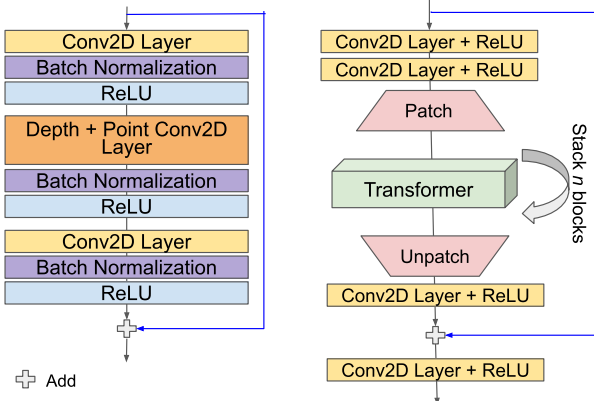 Conv2D Layer
Batch Normalization
ReLU
Depth + Point Conv2D
Layer
Batch Normalization
ReLU
Conv2D Layer
Batch Normalization
ReLU
Add
Conv2D Layer + ReLU
Conv2D Layer + ReLU
Patch
Transformer
Stack n blocks
Unpatch
Conv2D Layer + ReLU
Conv2D Layer + ReLU